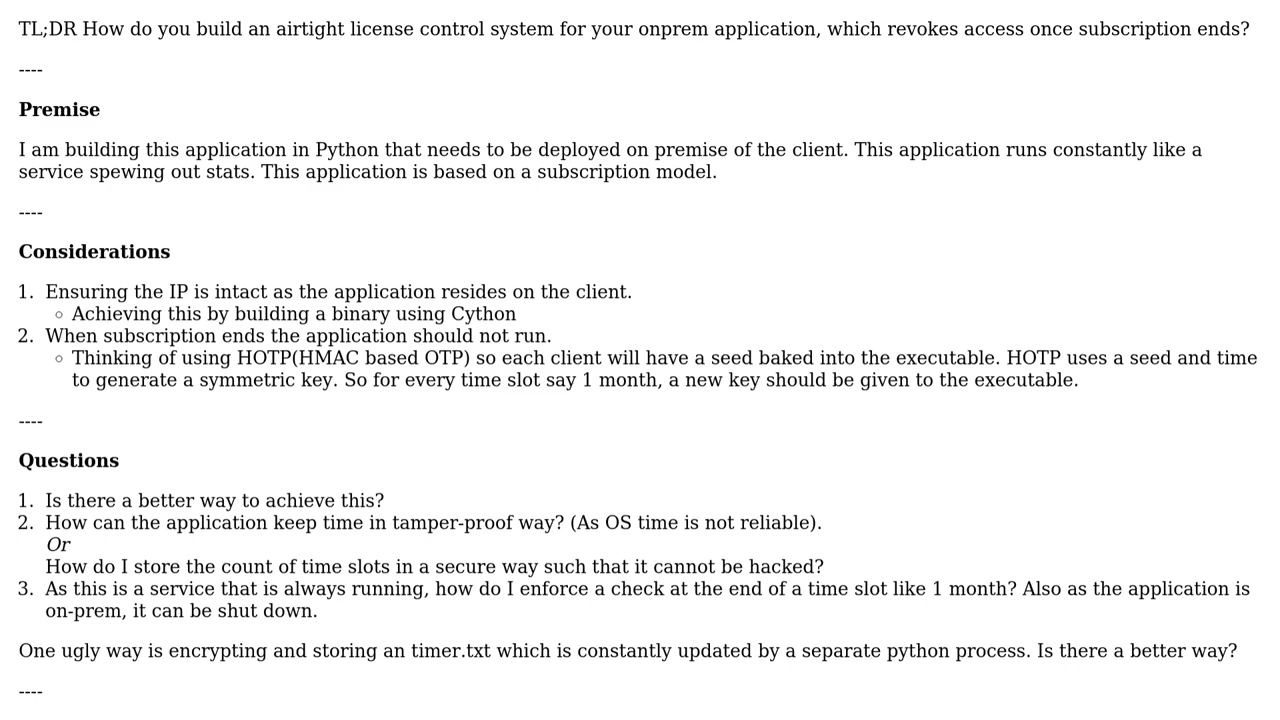 TL;DR How do you build an airtight license control system for your onprem application, which revokes access once subscription ends?
----
Premise
I am building this application in Python that needs to be deployed on premise of the client. This application runs constantly like a
service spewing out stats. This application is based on a subscription model.
----
Considerations
1. Ensuring the IP is intact as the application resides on the client.
◦ Achieving this by building a binary using Cython
2. When subscription ends the application should not run.
◦ Thinking of using HOTP(HMAC based OTP) so each client will have a seed baked into the executable. HOTP uses a seed and time
to generate a symmetric key. So for every time slot say 1 month, a new key should be given to the executable.
----
Questions
1. Is there a better way to achieve this?
2. How can the application keep time in tamper-proof way? (As OS time is not reliable).
Or
How do I store the count of time slots in a secure way such that it cannot be hacked?
3. As this is a service that is always running, how do I enforce a check at the end of a time slot like 1 month? Also as the application is
on-prem, it can be shut down.
One ugly way is encrypting and storing an timer.txt which is constantly updated by a separate python process. Is there a better way?
----